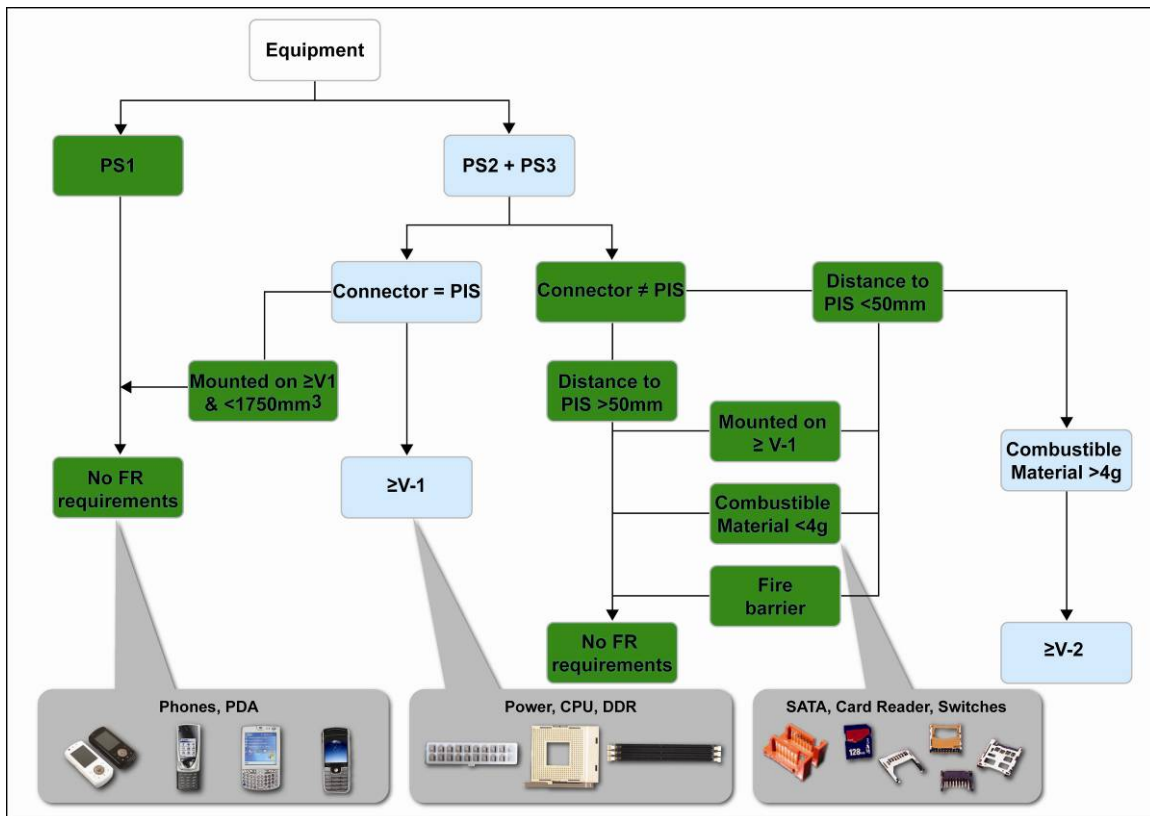 Equipment
PS1
PS2 + PS3
Connector = PIS
Connector ≠ PIS
Distance to
PIS <50mm
Mounted on ≥V1
& <1750mm³
Distance to
PIS >50mm
Mounted on
≥ V-1
Combustible
Material >4g
No FR
requirements
≥V-1
Combustible
Material <4g
Fire
barrier
No FR
requirements
≥V-2
Phones, PDA
Power, CPU, DDR
SATA, Card Reader, Switches
128